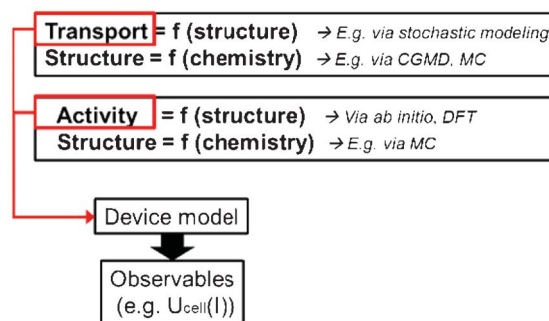 Transport = f (structure) → E.g. via stochastic modeling
Structure = f (chemistry) → E.g. via CGMD, MC
Activity = f (structure) → Via ab initio, DFT
Structure = f (chemistry) → E.g. via MC
Device model
Observables
(e.g. Ucell(I))